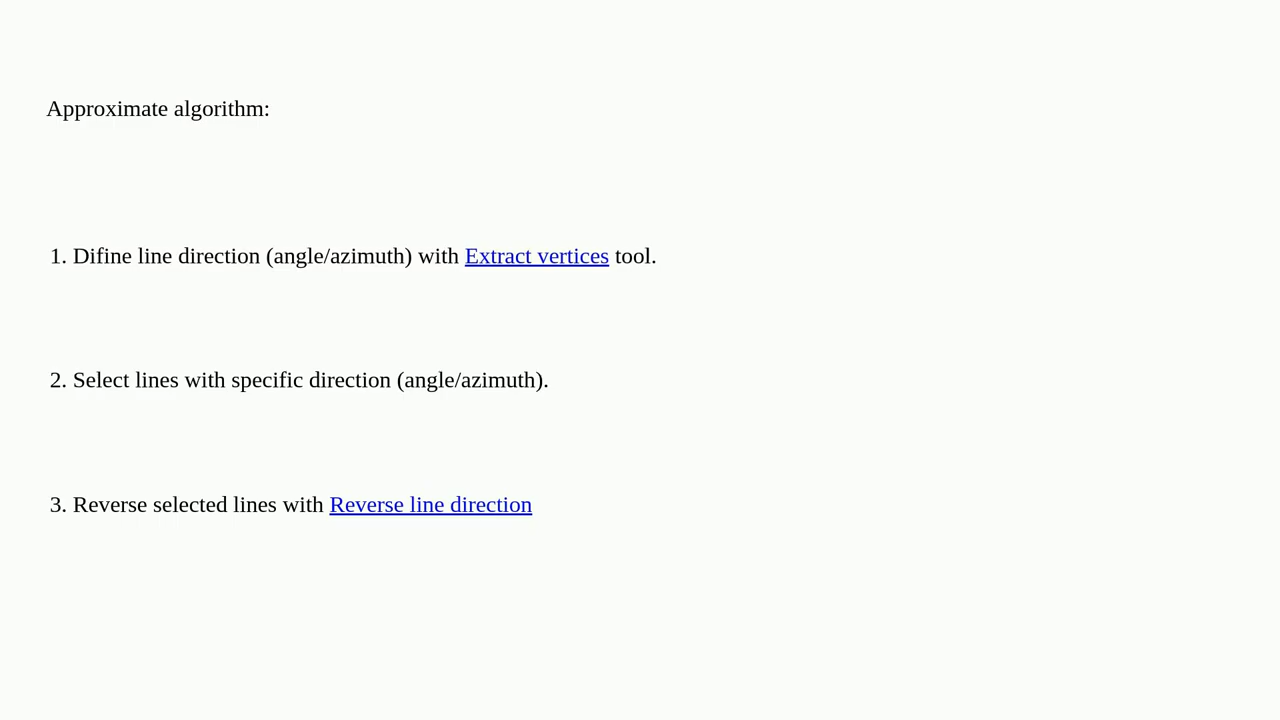 Approximate algorithm:
1. Difine line direction (angle/azimuth) with Extract vertices tool.
2. Select lines with specific direction (angle/azimuth).
3. Reverse selected lines with Reverse line direction